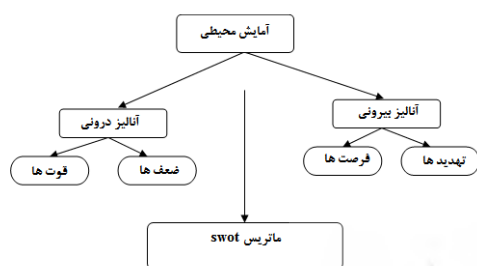 آمایش محیطی
آنالیز بیرونی
آنالیز درونی
تهدید ها
فرصت ها
ضعف ها
قوت ها
ماتریس swot